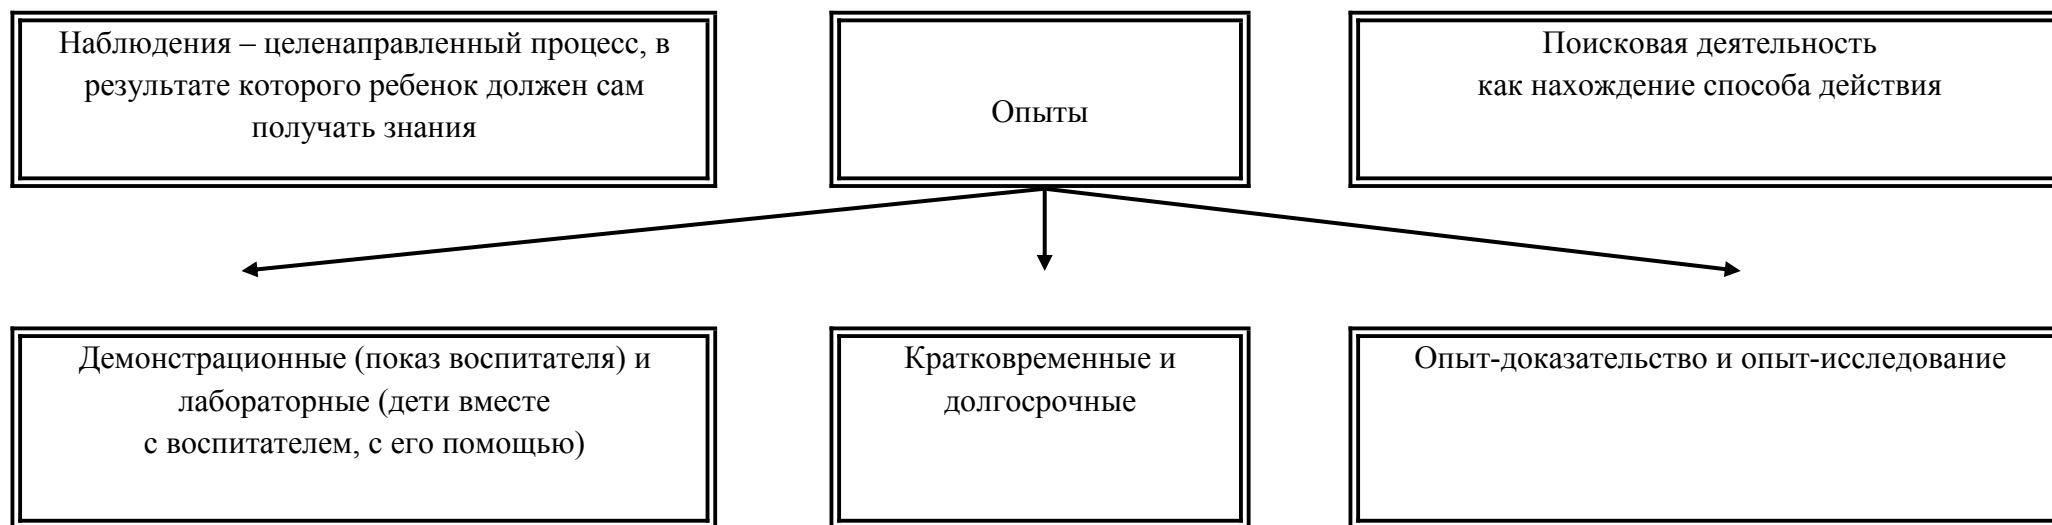 Наблюдения – целенаправленный процесс, в
результате которого ребенок должен сам
получать знания
Опыты
Поисковая деятельность
как нахождение способа действия
Демонстрационные (показ воспитателя) и
лабораторные (дети вместе
с воспитателем, с его помощью)
Кратковременные и
долгосрочные
Опыт-доказательство и опыт-исследование